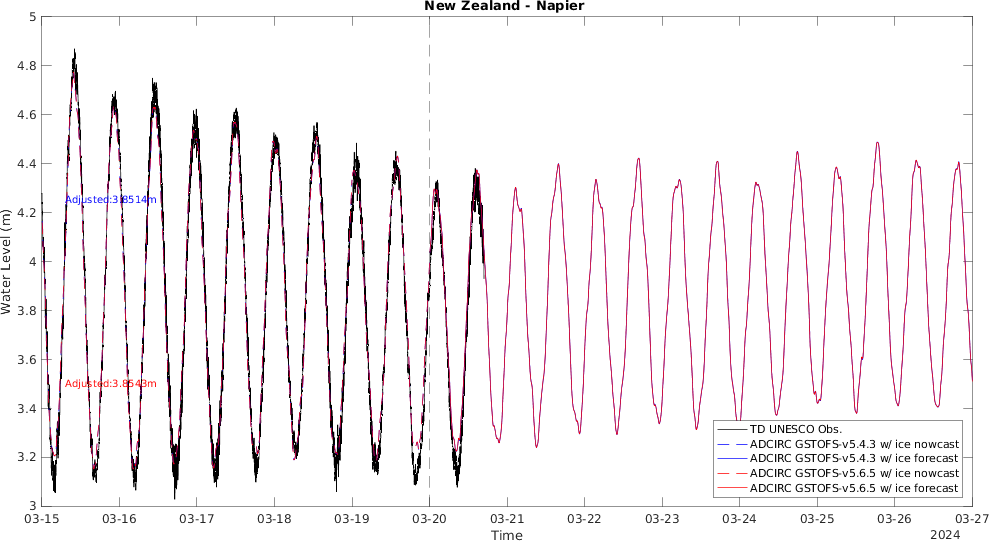 New Zealand - Napier
5
4.8
4.6
4.4
4.2
4
3.8
3.6
3.4
3.2
3
Water Level (m)
Adjusted:3.8514m
Adjusted:3.8543m
TD UNESCO Obs.
ADCIRC GSTOFS-v5.4.3 w/ ice nowcast
ADCIRC GSTOFS-v5.4.3 w/ ice forecast
ADCIRC GSTOFS-v5.6.5 w/ ice nowcast
ADCIRC GSTOFS-v5.6.5 w/ ice forecast
03-15 03-16 03-17 03-18 03-19 03-20 03-21 03-22 03-23 03-24 03-25 03-26 03-27
Time
2024